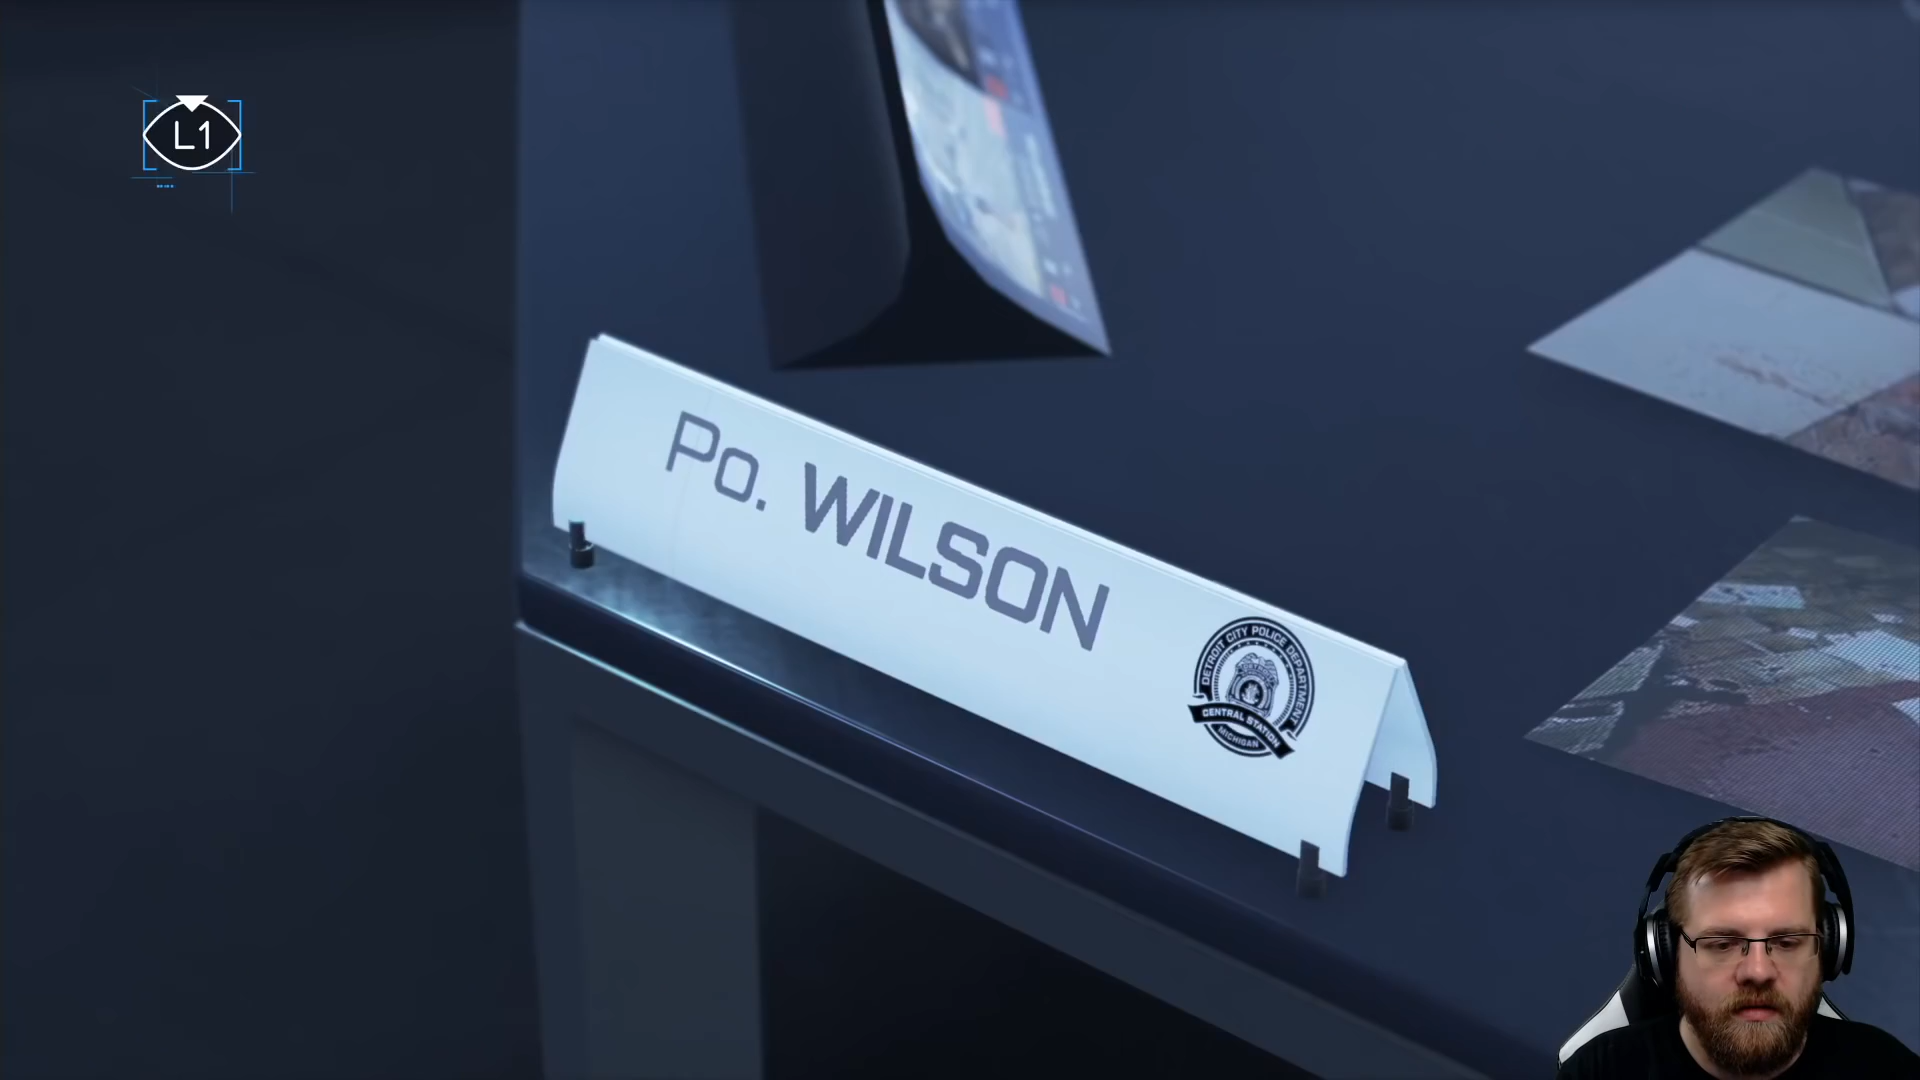 L1
Po. WILSON
DETROIT CITY POLICE DEPARTMENT
CENTRAL STATION
MICHIGAN